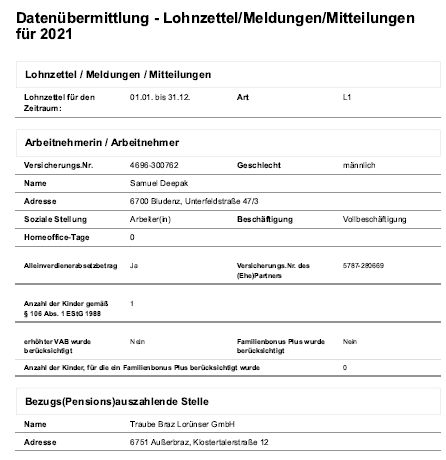 Datenübermittlung - Lohnzettel/Meldungen/Mitteilungen
für 2021
Lohnzettel / Meldungen / Mitteilungen
Lohnzettel für den Zeitraum: 01.01. bis 31.12. Art L1
Arbeitnehmerin / Arbeitnehmer
Versicherungs.Nr. 4696-300762 Geschlecht männlich
Name Samuel Deepak
Adresse 6700 Bludenz, Unterfeldstraße 47/3
Soziale Stellung Arbeiter(in) Beschäftigung Vollbeschäftigung
Homeoffice-Tage 0
Alleinverdienerabsetzbetrag Ja Versicherungs.Nr. des (Ehe)Partners 5787-280669
Anzahl der Kinder gemäß § 106 Abs. 1 EStG 1988 1
erhöhter VAB wurde berücksichtigt Nein Familienbonus Plus wurde berücksichtigt Nein
Anzahl der Kinder, für die ein Familienbonus Plus berücksichtigt wurde 0
Bezugs(Pensions)auszahlende Stelle
Name Traube Braz Lorünser GmbH
Adresse 6751 Außerbraz, Klostertalerstraße 12